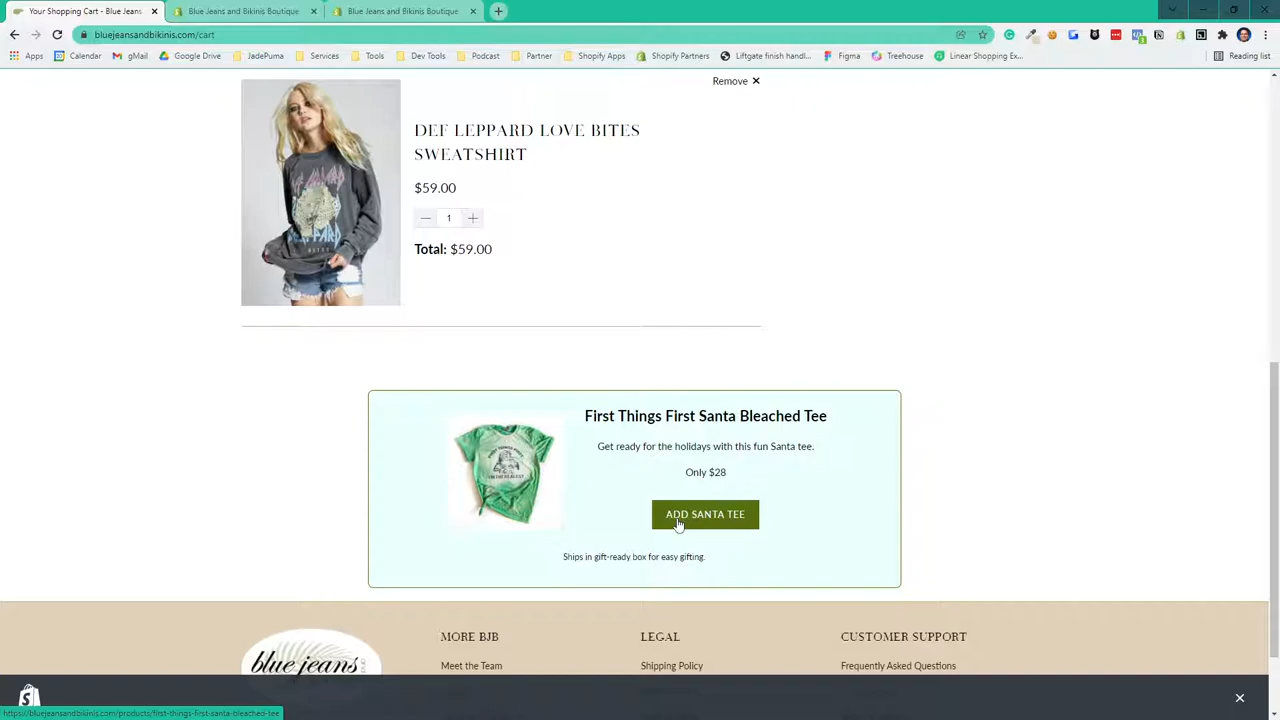 Your Shopping Cart - Blue Jeans
Blue Jeans and Bikinis Boutique
Blue Jeans and Bikinis Boutique
bluejeansandbikinis.com/cart
Apps
Calendar
gMail
Google Drive
JadePuma
Services
Tools
Dev Tools
Podcast
Partner
Shopify Apps
Shopify Partners
Liftgate finish handl...
Figma
Treehouse
Linear Shopping Ex...
Reading list
Remove ✕
DEF LEPPARD LOVE BITES
SWEATSHIRT
$59.00
1
Total: $59.00
First Things First Santa Bleached Tee
Get ready for the holidays with this fun Santa tee.
Only $28
ADD SANTA TEE
Ships in gift-ready box for easy gifting.
MORE BJB
LEGAL
CUSTOMER SUPPORT
blue jeans
Meet the Team
Shipping Policy
Frequently Asked Questions
https://bluejeansandbikinis.com/products/first-things-first-santa-bleached-tee